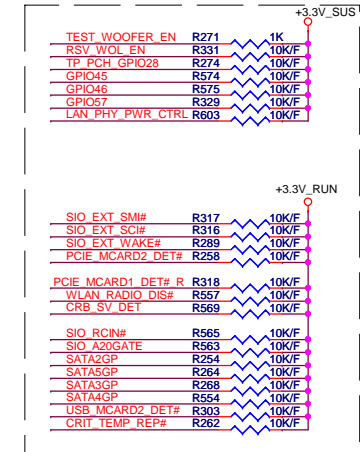 +3.3V_SUS
TEST_WOOFER_EN R271 1K
RSV_WOL_EN R331 10K/F
TP_PCH_GPIO28 R274 10K/F
GPIO45 R574 10K/F
GPIO46 R575 10K/F
GPIO57 R329 10K/F
LAN_PHY_PWR_CTRL R603 10K/F
+3.3V_RUN
SIO_EXT_SMI# R317 10K/F
SIO_EXT_SCI# R316 10K/F
SIO_EXT_WAKE# R289 10K/F
PCIE_MCARD2_DET# R258 10K/F
PCIE_MCARD1_DET#_R R318 10K/F
WLAN_RADIO_DIS# R557 10K/F
CRB_SV_DET R569 10K/F
SIO_RCIN# R565 10K/F
SIO_A20GATE R563 10K/F
SATA2GP R254 10K/F
SATA5GP R264 10K/F
SATA3GP R268 10K/F
SATA4GP R554 10K/F
USB_MCARD2_DET# R303 10K/F
CRIT_TEMP_REP# R262 10K/F